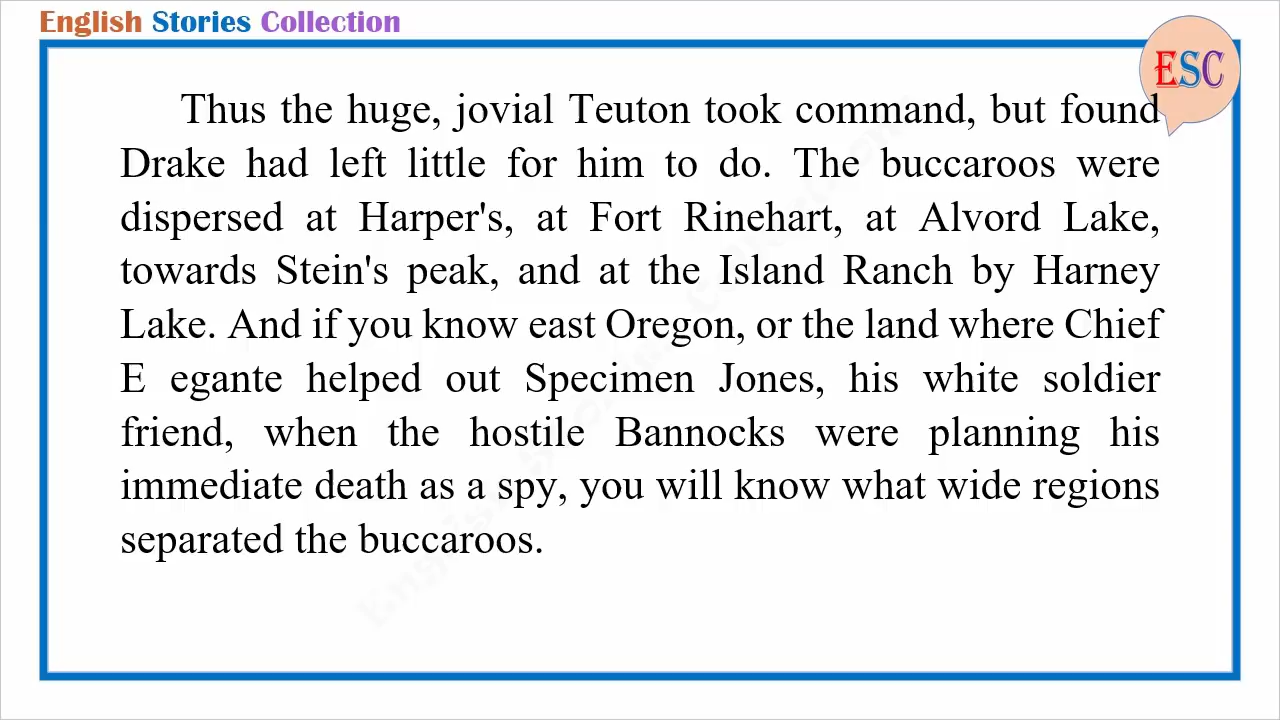 English Stories Collection
ESC
Thus the huge, jovial Teuton took command, but found
Drake had left little for him to do. The buccaroos were
dispersed at Harper's, at Fort Rinehart, at Alvord Lake,
towards Stein's peak, and at the Island Ranch by Harney
Lake. And if you know east Oregon, or the land where Chief
E egante helped out Specimen Jones, his white soldier
friend, when the hostile Bannocks were planning his
immediate death as a spy, you will know what wide regions
separated the buccaroos.